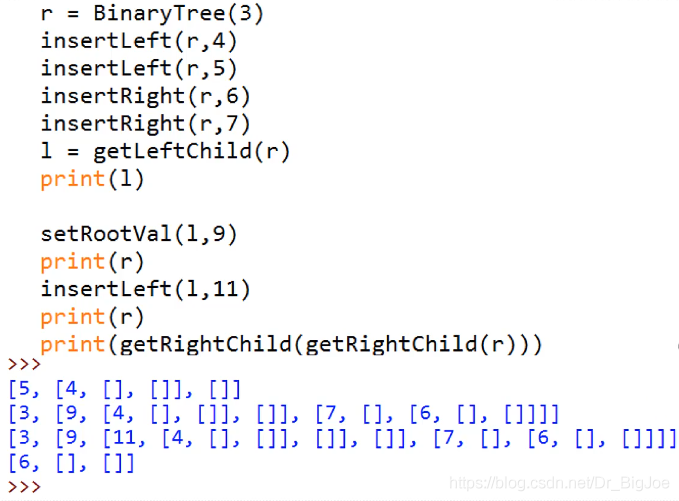 r = BinaryTree(3)
insertLeft(r,4)
insertLeft(r,5)
insertRight(r,6)
insertRight(r,7)
l = getLeftChild(r)
print(l)
setRootVal(l,9)
print(r)
insertLeft(l,11)
print(r)
print(getRightChild(getRightChild(r)))
>>>
[5, [4, [], []], []]
[3, [9, [4, [], []], []], [7, [], [6, [], []]]]
[3, [9, [11, [4, [], []], []], []], [7, [], [6, [], []]]]
[6, [], []]
>>>
https://blog.csdn.net/Dr_BigJoe